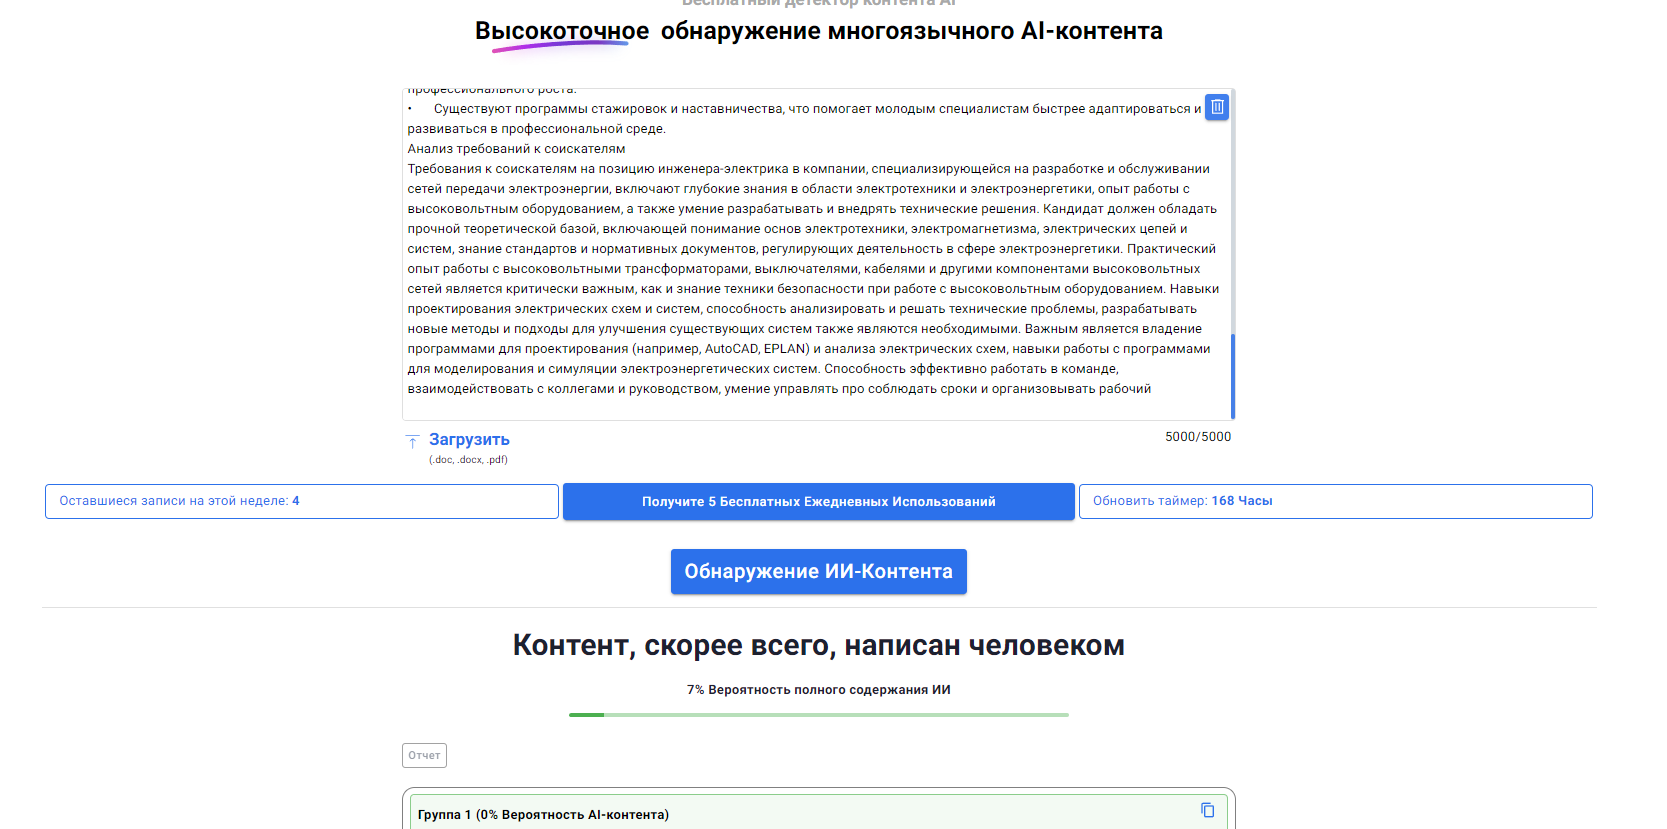 Бесплатный детектор контента AI
Высокоточное обнаружение многоязычного AI-контента
профессионального роста.
• Существуют программы стажировок и наставничества, что помогает молодым специалистам быстрее адаптироваться и
развиваться в профессиональной среде.
Анализ требований к соискателям
Требования к соискателям на позицию инженера-электрика в компании, специализирующейся на разработке и обслуживании
сетей передачи электроэнергии, включают глубокие знания в области электротехники и электроэнергетики, опыт работы с
высоковольтным оборудованием, а также умение разрабатывать и внедрять технические решения. Кандидат должен обладать
прочной теоретической базой, включающей понимание основ электротехники, электромагнетизма, электрических цепей и
систем, знание стандартов и нормативных документов, регулирующих деятельность в сфере электроэнергетики. Практический
опыт работы с высоковольтными трансформаторами, выключателями, кабелями и другими компонентами высоковольтных
сетей является критически важным, как и знание техники безопасности при работе с высоковольтным оборудованием. Навыки
проектирования электрических схем и систем, способность анализировать и решать технические проблемы, разрабатывать
новые методы и подходы для улучшения существующих систем также являются необходимыми. Важным является владение
программами для проектирования (например, AutoCAD, EPLAN) и анализа электрических схем, навыки работы с программами
для моделирования и симуляции электроэнергетических систем. Способность эффективно работать в команде,
взаимодействовать с коллегами и руководством, умение управлять про соблюдать сроки и организовывать рабочий
Загрузить
5000/5000
(.doc, .docx, .pdf)
Оставшиеся записи на этой неделе: 4
Получите 5 Бесплатных Ежедневных Использований
Обновить таймер: 168 Часы
Обнаружение ИИ-Контента
Контент, скорее всего, написан человеком
7% Вероятность полного содержания ИИ
Отчет
Группа 1 (0% Вероятность AI-контента)